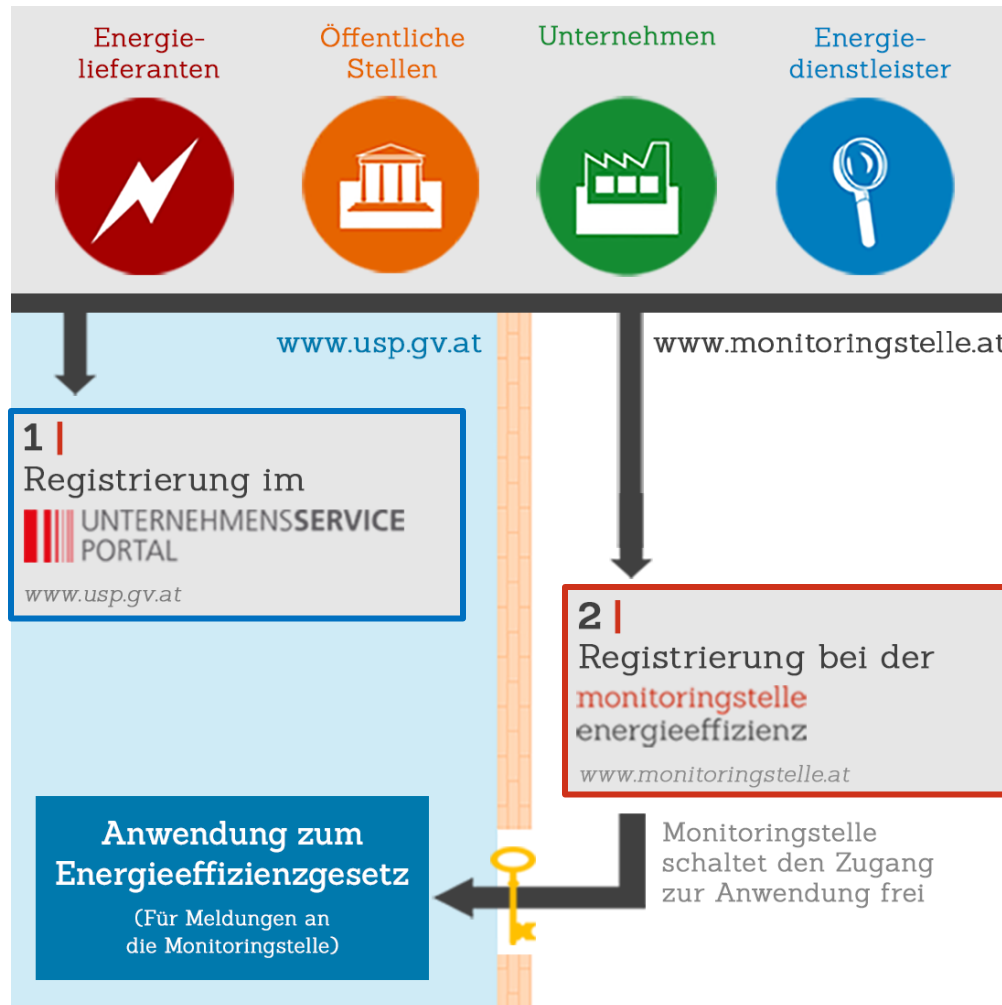 Energie-
lieferanten
Öffentliche
Stellen
Unternehmen
Energie-
dienstleister
www.usp.gv.at
www.monitoringstelle.at
1 |
Registrierung im
UNTERNEHMENSSERVICE
PORTAL
www.usp.gv.at
2 |
Registrierung bei der
monitoringstelle
energieeffizienz
www.monitoringstelle.at
Anwendung zum
Energieeffizienzgesetz
(Für Meldungen an
die Monitoringstelle)
Monitoringstelle
schaltet den Zugang
zur Anwendung frei